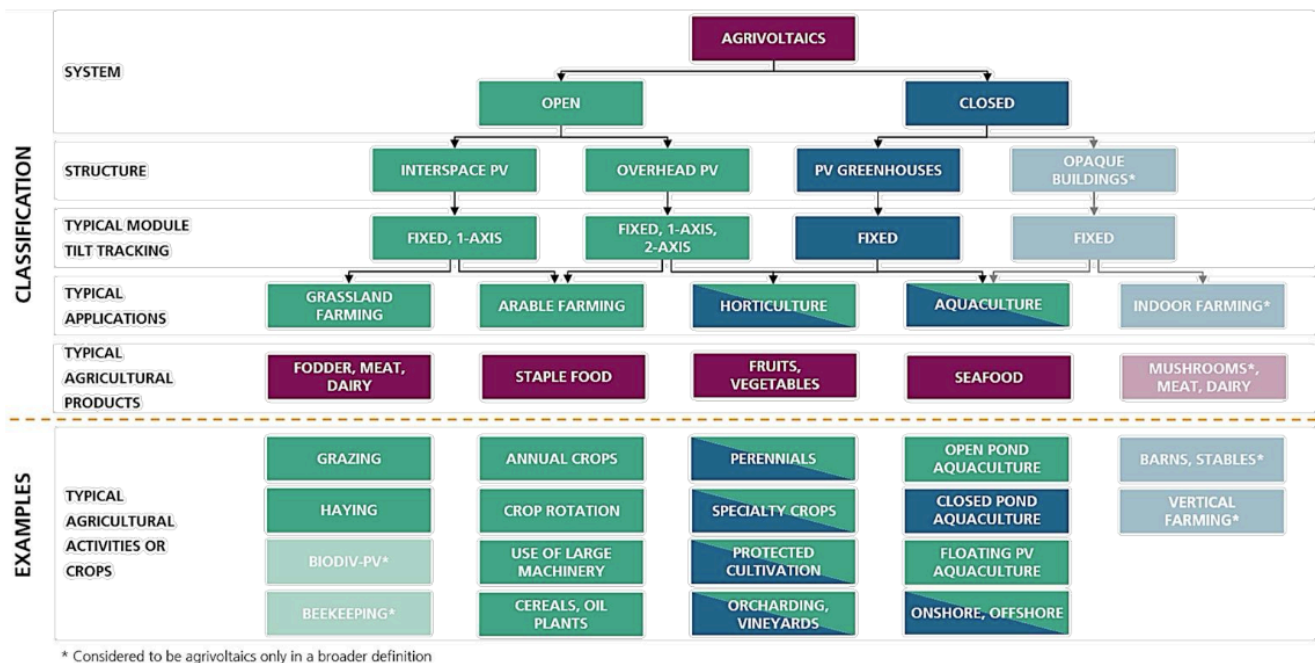 AGRIVOLTAICS
SYSTEM
OPEN
CLOSED
CLASSIFICATION
STRUCTURE
INTERSPACE PV
OVERHEAD PV
PV GREENHOUSES
OPAQUE
BUILDINGS*
TYPICAL MODULE
TILT TRACKING
FIXED, 1-AXIS
FIXED, 1-AXIS,
2-AXIS
FIXED
FIXED
TYPICAL
APPLICATIONS
GRASSLAND
FARMING
ARABLE FARMING
HORTICULTURE
AQUACULTURE
INDOOR FARMING*
TYPICAL
AGRICULTURAL
PRODUCTS
FODDER, MEAT,
DAIRY
STAPLE FOOD
FRUITS,
VEGETABLES
SEAFOOD
MUSHROOMS*,
MEAT, DAIRY
EXAMPLES
TYPICAL
AGRICULTURAL
ACTIVITIES OR
CROPS
GRAZING
ANNUAL CROPS
PERENNIALS
OPEN POND
AQUACULTURE
BARNS, STABLES*
HAYING
CROP ROTATION
SPECIALTY CROPS
CLOSED POND
AQUACULTURE
VERTICAL
FARMING*
BIODIV-PV*
USE OF LARGE
MACHINERY
PROTECTED
CULTIVATION
FLOATING PV
AQUACULTURE
BEEKEEPING*
CEREALS, OIL
PLANTS
ORCHARDING,
VINEYARDS
ONSHORE, OFFSHORE
* Considered to be agrivoltaics only in a broader definition